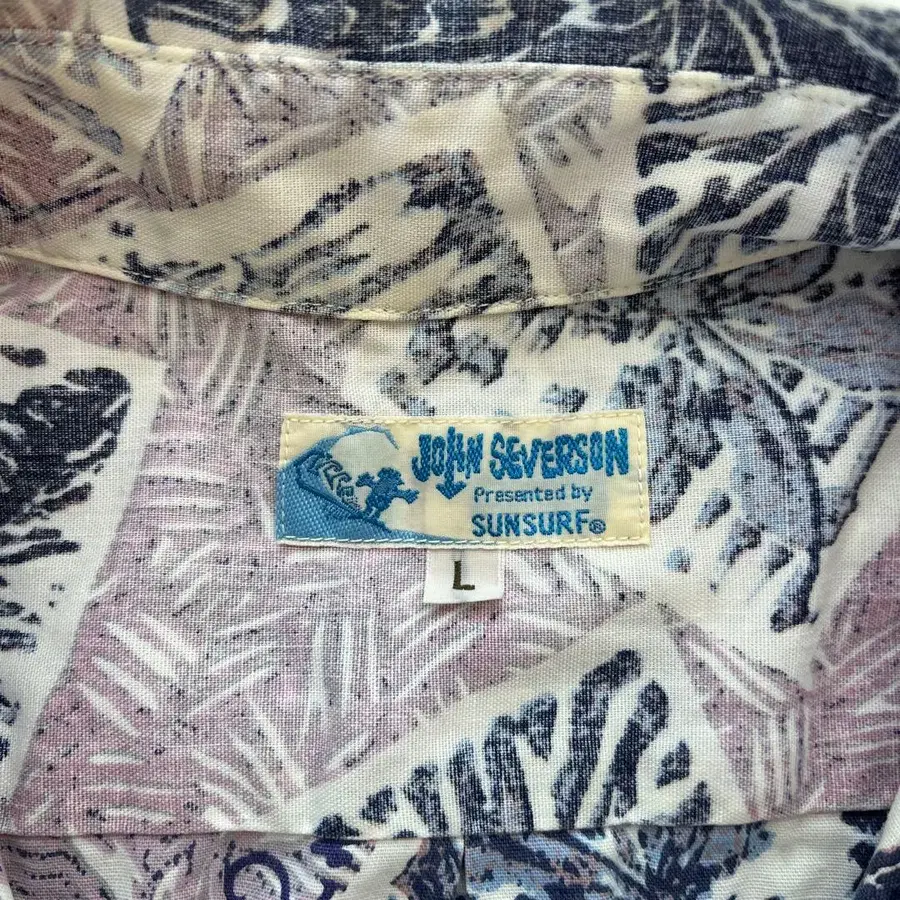 JOHN SEVERSON
Presented by
SUNSURF®
L